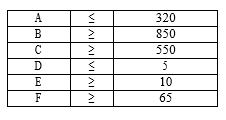 A ≤ 320
B ≥ 850
C ≥ 550
D ≤ 5
E ≥ 10
F ≥ 65